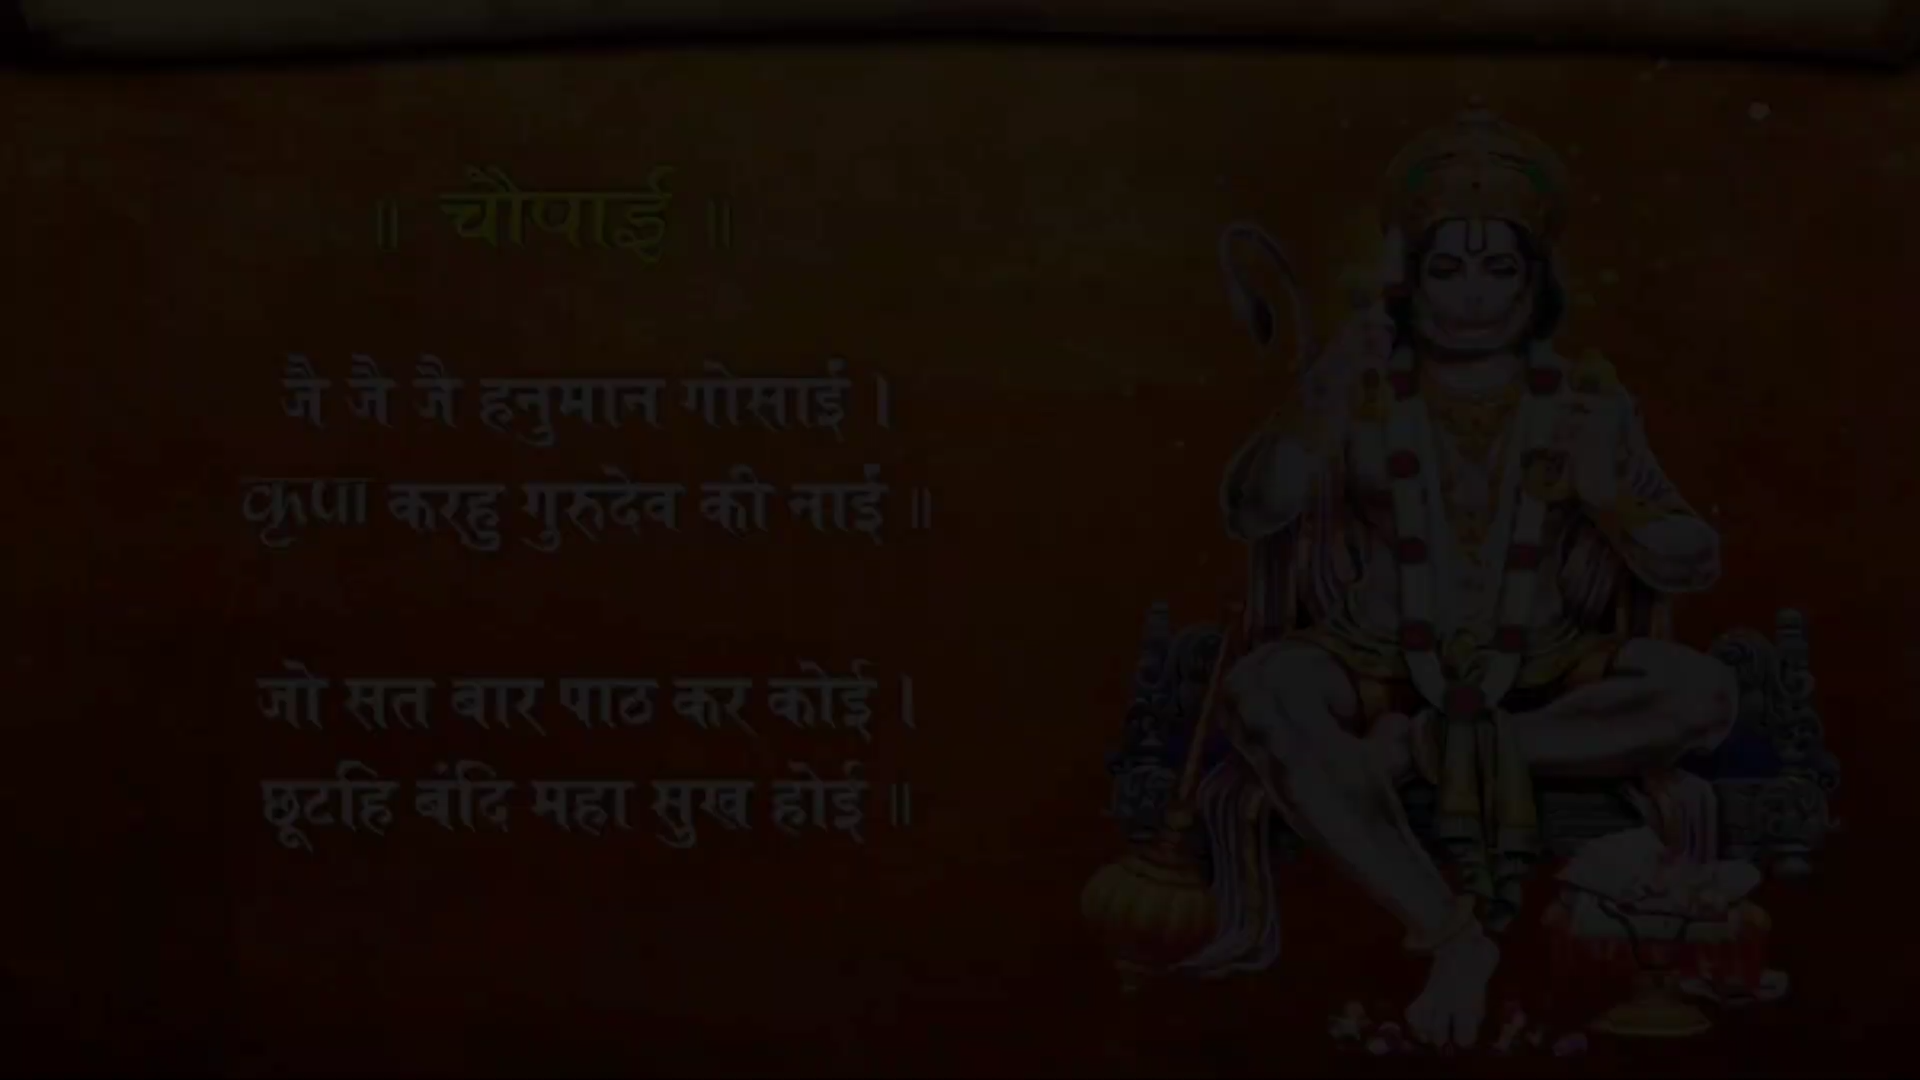 ॥ चौपाई ॥
जै जै जै हनुमान गोसाईं ।
कृपा करहु गुरुदेव की नाईं ॥
जो सत बार पाठ कर कोई ।
छूटहि बंदि महा सुख होई ॥